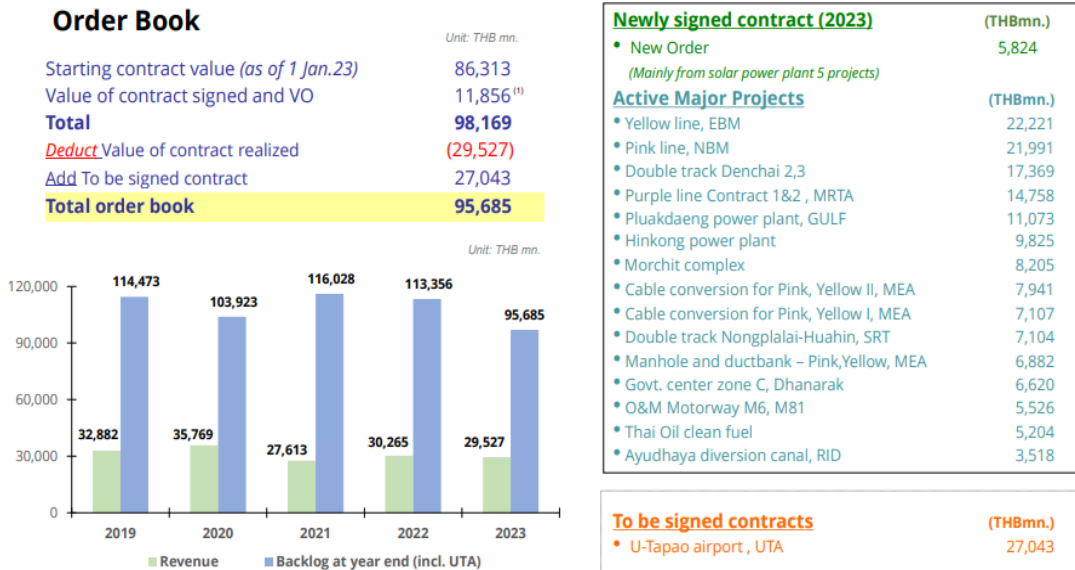 Order Book
Unit: THB mn.
Starting contract value (as of 1 Jan.23) 86,313
Value of contract signed and VO 11,856 (1)
Total 98,169
Deduct Value of contract realized (29,527)
Add To be signed contract 27,043
Total order book 95,685
Unit: THB mn.
120,000
90,000
60,000
30,000
0
114,473
103,923
116,028
113,356
95,685
32,882
35,769
27,613
30,265
29,527
2019 2020 2021 2022 2023
Revenue Backlog at year end (incl. UTA)
Newly signed contract (2023) (THBmn.)
• New Order 5,824
(Mainly from solar power plant 5 projects)
Active Major Projects (THBmn.)
• Yellow line, EBM 22,221
• Pink line, NBM 21,991
• Double track Denchai 2,3 17,369
• Purple line Contract 1&2 , MRTA 14,758
• Pluakdaeng power plant, GULF 11,073
• Hinkong power plant 9,825
• Morchit complex 8,205
• Cable conversion for Pink, Yellow II, MEA 7,941
• Cable conversion for Pink, Yellow I, MEA 7,107
• Double track Nongplalai-Huahin, SRT 7,104
• Manhole and ductbank – Pink,Yellow, MEA 6,882
• Govt. center zone C, Dhanarak 6,620
• O&M Motorway M6, M81 5,526
• Thai Oil clean fuel 5,204
• Ayudhaya diversion canal, RID 3,518
To be signed contracts (THBmn.)
• U-Tapao airport , UTA 27,043